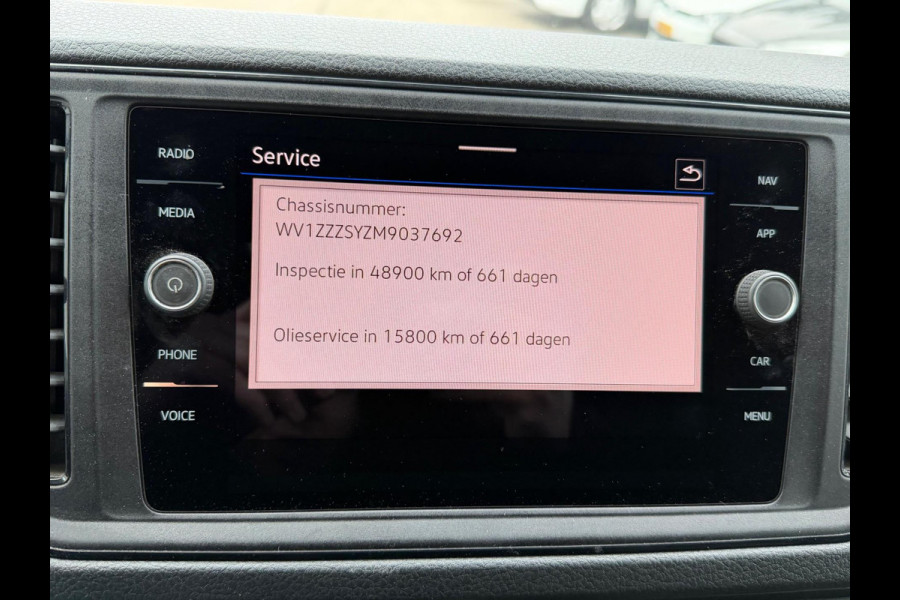 Service
RADIO
MEDIA
PHONE
VOICE
Chassisnummer:
WV1ZZZSYZM9037692
Inspectie in 48900 km of 661 dagen
Olieservice in 15800 km of 661 dagen
NAV
APP
CAR
MENU